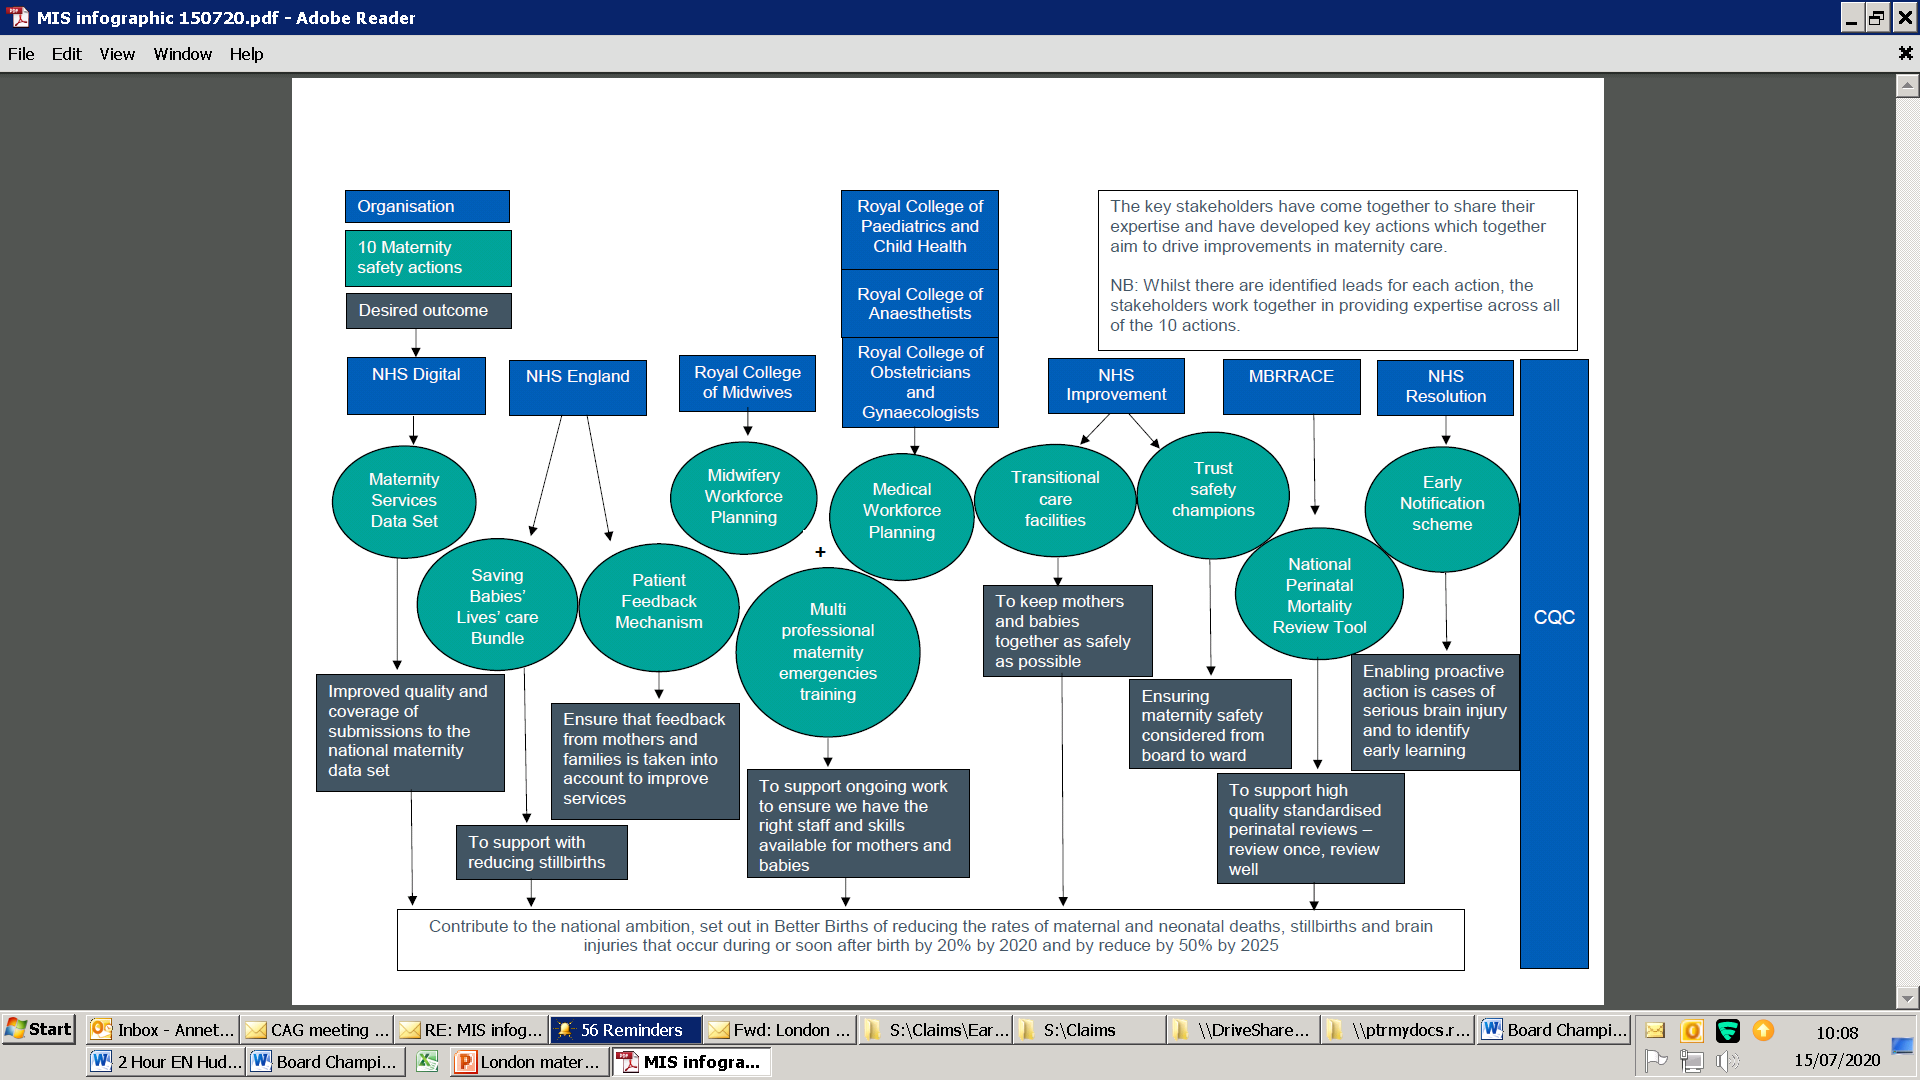 MIS infographic 150720.pdf - Adobe Reader
File Edit View Window Help
Organisation
10 Maternity
safety actions
Desired outcome
Royal College of
Paediatrics and
Child Health
Royal College of
Anaesthetists
Royal College of
Obstetricians
and
Gynaecologists
The key stakeholders have come together to share their
expertise and have developed key actions which together
aim to drive improvements in maternity care.
NB: Whilst there are identified leads for each action, the
stakeholders work together in providing expertise across all
of the 10 actions.
NHS Digital
NHS England
Royal College
of Midwives
NHS
Improvement
MBRRACE
NHS
Resolution
CQC
Maternity
Services
Data Set
Saving
Babies'
Lives' care
Bundle
Patient
Feedback
Mechanism
Midwifery
Workforce
Planning
+
Medical
Workforce
Planning
Multi
professional
maternity
emergencies
training
Transitional
care
facilities
Trust
safety
champions
National
Perinatal
Mortality
Review Tool
Early
Notification
scheme
Improved quality and
coverage of
submissions to the
national maternity
data set
To support with
reducing stillbirths
Ensure that feedback
from mothers and
families is taken into
account to improve
services
To support ongoing work
to ensure we have the
right staff and skills
available for mothers and
babies
To keep mothers
and babies
together as safely
as possible
Ensuring
maternity safety
considered from
board to ward
To support high
quality standardised
perinatal reviews –
review once, review
well
Enabling proactive
action is cases of
serious brain injury
and to identify
early learning
Contribute to the national ambition, set out in Better Births of reducing the rates of maternal and neonatal deaths, stillbirths and brain
injuries that occur during or soon after birth by 20% by 2020 and by reduce by 50% by 2025
Start
Inbox - Annet...
CAG meeting ...
RE: MIS infog...
56 Reminders
Fwd: London ...
S:\Claims\Ear...
S:\Claims
\\DriveShare...
\\ptrmydocs.r...
Board Champi...
2 Hour EN Hud...
Board Champi...
London mater...
MIS infogra...
10:08
15/07/2020